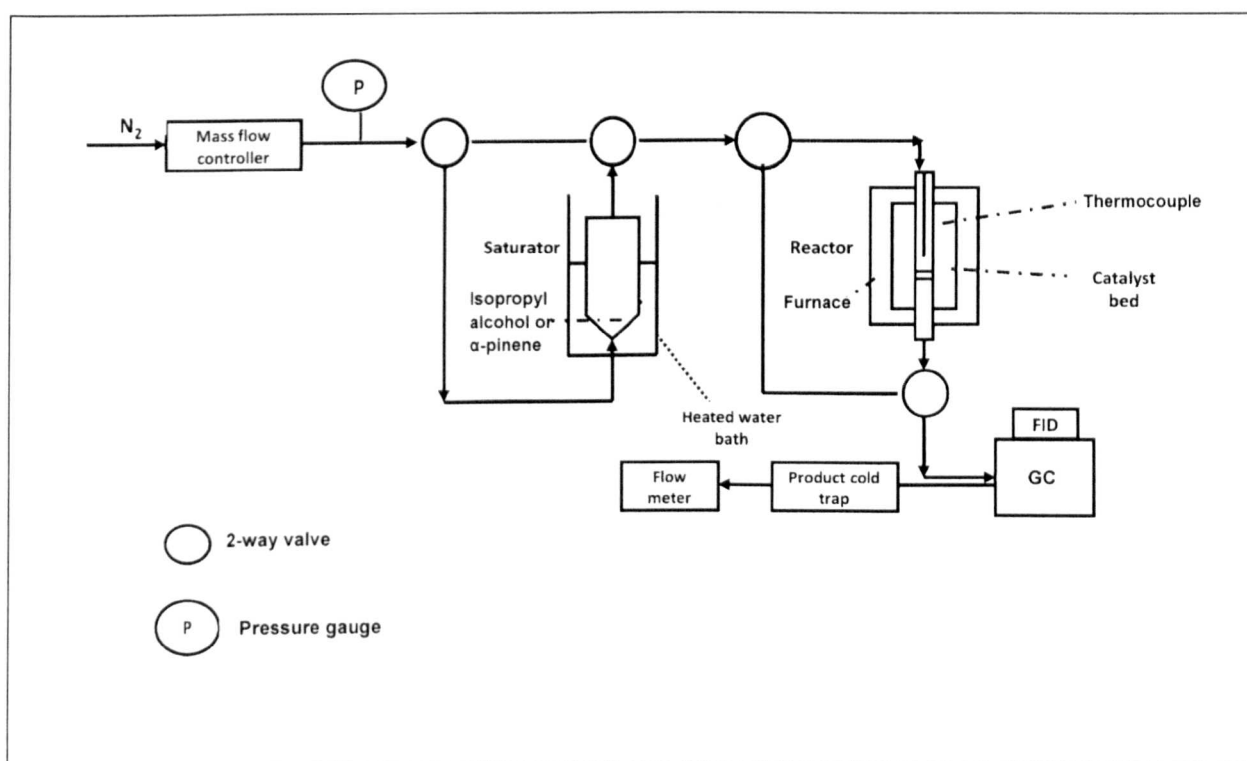 P
N₂
Mass flow
controller
Thermocouple
Saturator
Reactor
Isopropyl
alcohol or
α-pinene
Furnace
Catalyst
bed
Heated water
bath
FID
GC
Flow
meter
Product cold
trap
2-way valve
P
Pressure gauge